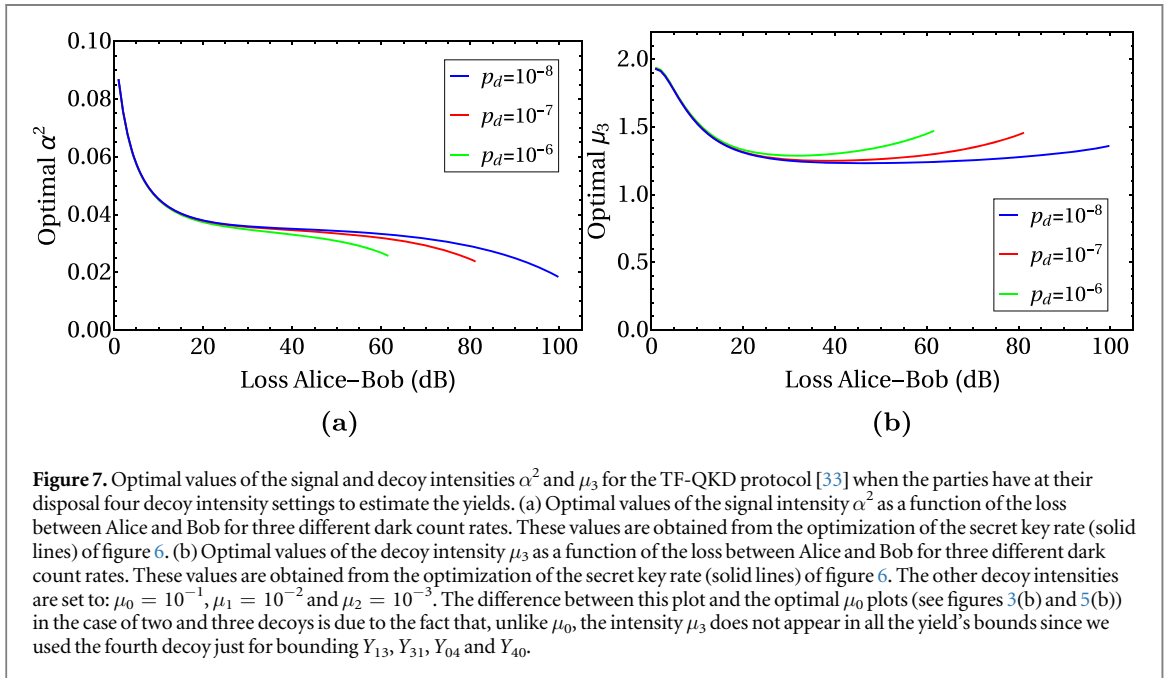 0.10
0.08
0.06
0.04
0.02
0.00
Optimal α²
p_d=10⁻⁸
p_d=10⁻⁷
p_d=10⁻⁶
0 20 40 60 80 100
Loss Alice–Bob (dB)
(a)
2.0
1.5
1.0
0.5
0.0
Optimal μ₃
p_d=10⁻⁸
p_d=10⁻⁷
p_d=10⁻⁶
0 20 40 60 80 100
Loss Alice–Bob (dB)
(b)
Figure 7. Optimal values of the signal and decoy intensities α² and μ₃ for the TF-QKD protocol [33] when the parties have at their
disposal four decoy intensity settings to estimate the yields. (a) Optimal values of the signal intensity α² as a function of the loss
between Alice and Bob for three different dark count rates. These values are obtained from the optimization of the secret key rate (solid
lines) of figure 6. (b) Optimal values of the decoy intensity μ₃ as a function of the loss between Alice and Bob for three different dark
count rates. These values are obtained from the optimization of the secret key rate (solid lines) of figure 6. The other decoy intensities
are set to: μ₀ = 10⁻¹, μ₁ = 10⁻² and μ₂ = 10⁻³. The difference between this plot and the optimal μ₀ plots (see figures 3(b) and 5(b))
in the case of two and three decoys is due to the fact that, unlike μ₀, the intensity μ₃ does not appear in all the yield's bounds since we
used the fourth decoy just for bounding Y₁₃, Y₃₁, Y₀₄ and Y₄₀.